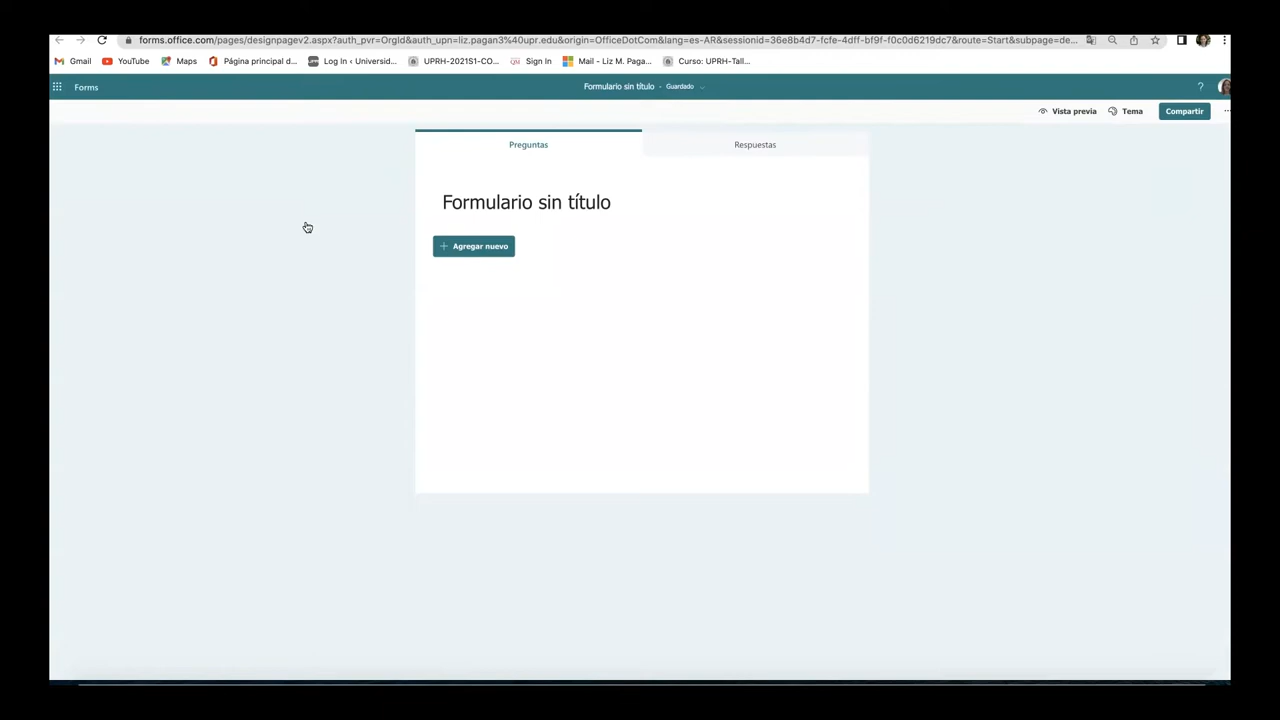 forms.office.com/pages/designpagev2.aspx?auth_pvr=OrgId&auth_upn=liz.pagan3%40upr.edu&origin=OfficeDotCom&lang=es-AR&sessionid=36e8b4d7-fcfe-4dff-bf9f-f0c0d6219dc7&route=Start&subpage=de...
Gmail YouTube Maps Página principal d... Log In ‹ Universid... UPRH-2021S1-CO... QM Sign In Mail - Liz M. Paga... Curso: UPRH-Tall...
Forms Formulario sin título - Guardado ?
Vista previa Tema Compartir ...
Preguntas Respuestas
Formulario sin título
+ Agregar nuevo